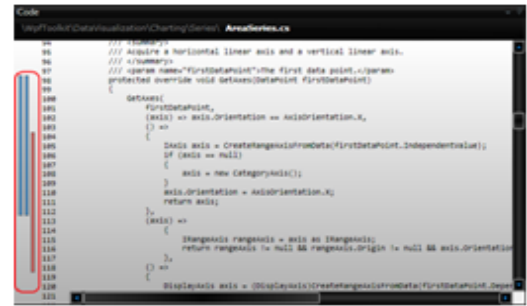 Code
\WpfToolkit\DataVisualization\Charting\Series\ AreaSeries.cs
94 /// <summary>
95 /// Acquire a horizontal linear axis and a vertical linear axis.
96 /// </summary>
97 /// <param name="firstDataPoint">The first data point.</param>
98 protected override void GetAxes(DataPoint firstDataPoint)
99 {
100 GetAxes(
101 firstDataPoint,
102 (axis) => axis.Orientation == AxisOrientation.X,
103 () =>
104 {
105 IAxis axis = CreateRangeAxisFromData(firstDataPoint.IndependentValue);
106 if (axis == null)
107 {
108 axis = new CategoryAxis();
109 }
110 axis.Orientation = AxisOrientation.X;
111 return axis;
112 },
113 (axis) =>
114 {
115 IRangeAxis rangeAxis = axis as IRangeAxis;
116 return rangeAxis != null && rangeAxis.Origin != null && axis.Orientation
117 },
118 () =>
119 {
120 DisplayAxis axis = (DisplayAxis)CreateRangeAxisFromData(firstDataPoint.Depen
121